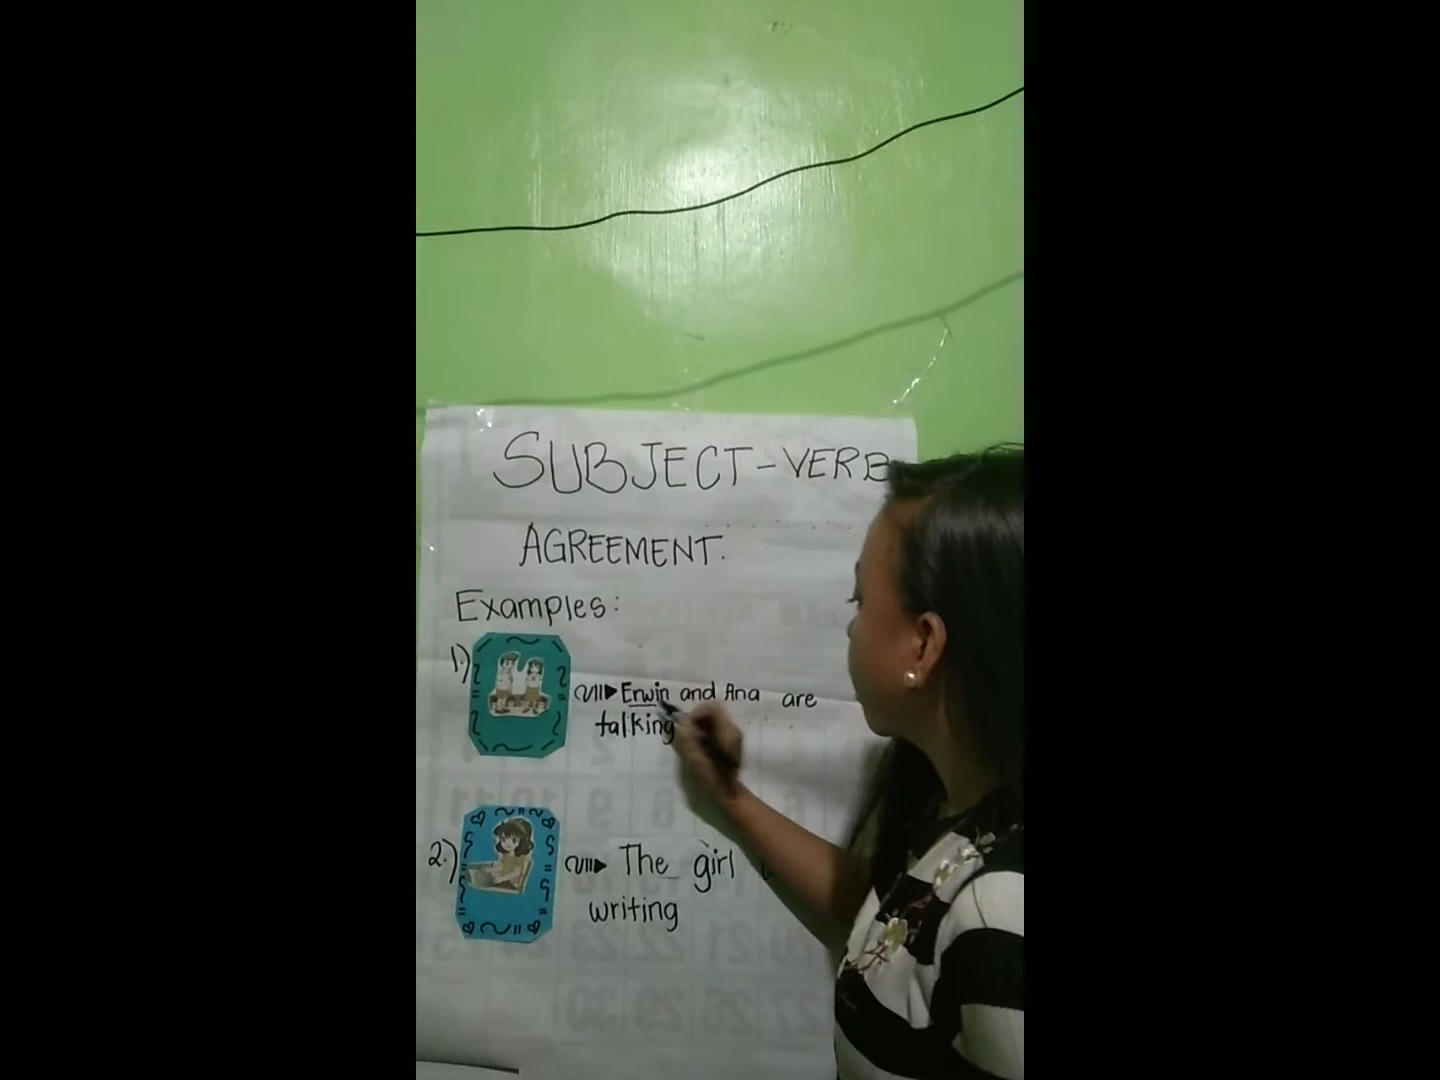 SUBJECT-VERB
AGREEMENT.
Examples:
1.)
Erwin and Ana are
talking
2.)
The girl
writing